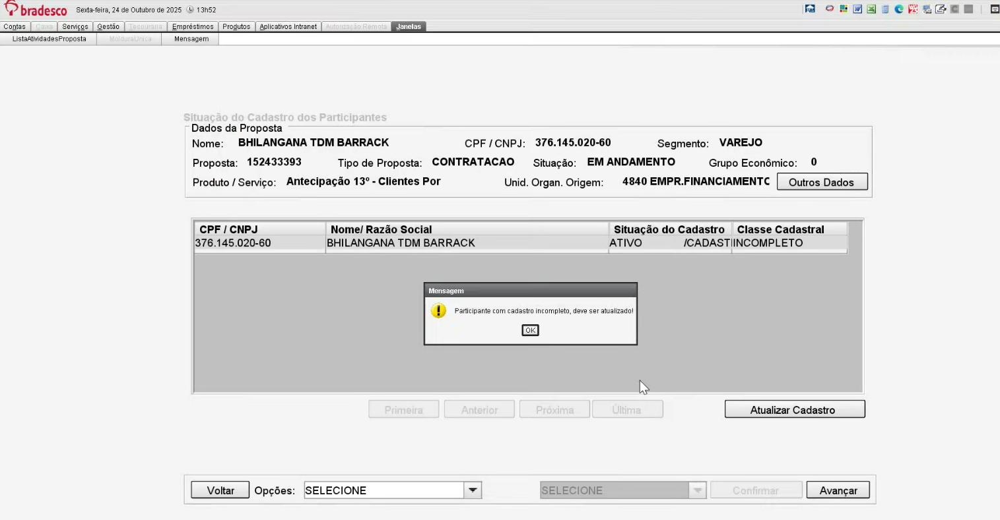 bradesco Sexta-feira, 24 de Outubro de 2025 13h52
Contas Caixa Serviços Gestão Tesouraria Empréstimos Produtos Aplicativos Intranet Autorização Remota Janelas
ListaAtividadesProposta MolduraUnica Mensagem
Situação do Cadastro dos Participantes
Dados da Proposta
Nome: BHILANGANA TDM BARRACK CPF / CNPJ: 376.145.020-60 Segmento: VAREJO
Proposta: 152433393 Tipo de Proposta: CONTRATACAO Situação: EM ANDAMENTO Grupo Econômico: 0
Produto / Serviço: Antecipação 13º - Clientes Por Unid. Organ. Origem: 4840 EMPR.FINANCIAMENTO Outros Dados
CPF / CNPJ Nome/ Razão Social Situação do Cadastro Classe Cadastral
376.145.020-60 BHILANGANA TDM BARRACK ATIVO /CADAST INCOMPLETO
Mensagem
Participante com cadastro incompleto, deve ser atualizado!
OK
Primeira Anterior Próxima Última Atualizar Cadastro
Voltar Opções: SELECIONE SELECIONE Confirmar Avançar